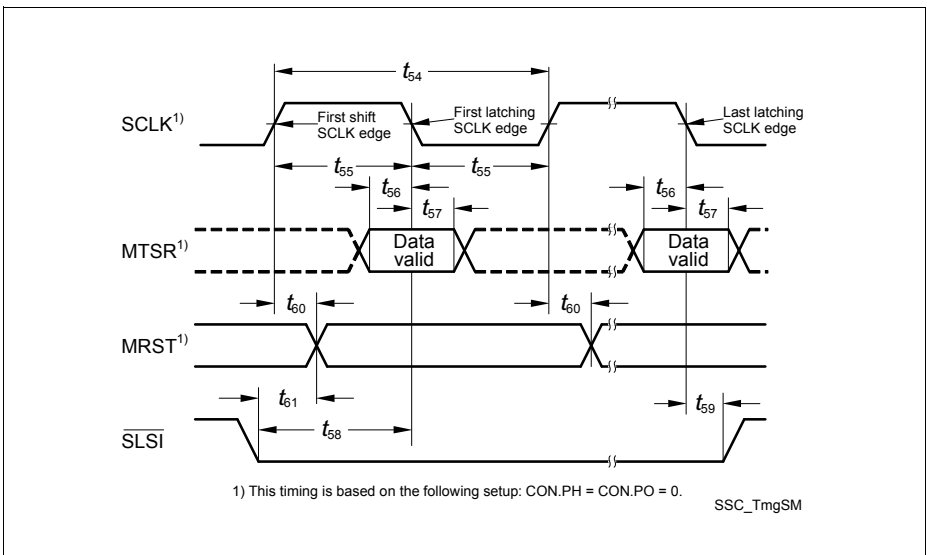 t54
SCLK1)
First shift
SCLK edge
First latching
SCLK edge
Last latching
SCLK edge
t55
t55
t56
t56
t57
t57
MTSR1)
Data
valid
Data
valid
t60
t60
MRST1)
t61
t59
t58
SLSI
1) This timing is based on the following setup: CON.PH = CON.PO = 0.
SSC_TmgSM